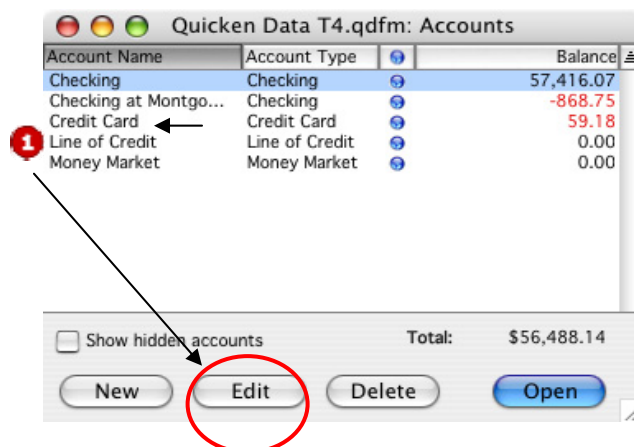 Quicken Data T4.qdfm: Accounts
Account Name Account Type Balance
Checking Checking 57,416.07
Checking at Montgo... Checking -868.75
Credit Card Credit Card 59.18
1 Line of Credit Line of Credit 0.00
Money Market Money Market 0.00
Show hidden accounts Total: $56,488.14
New Edit Delete Open